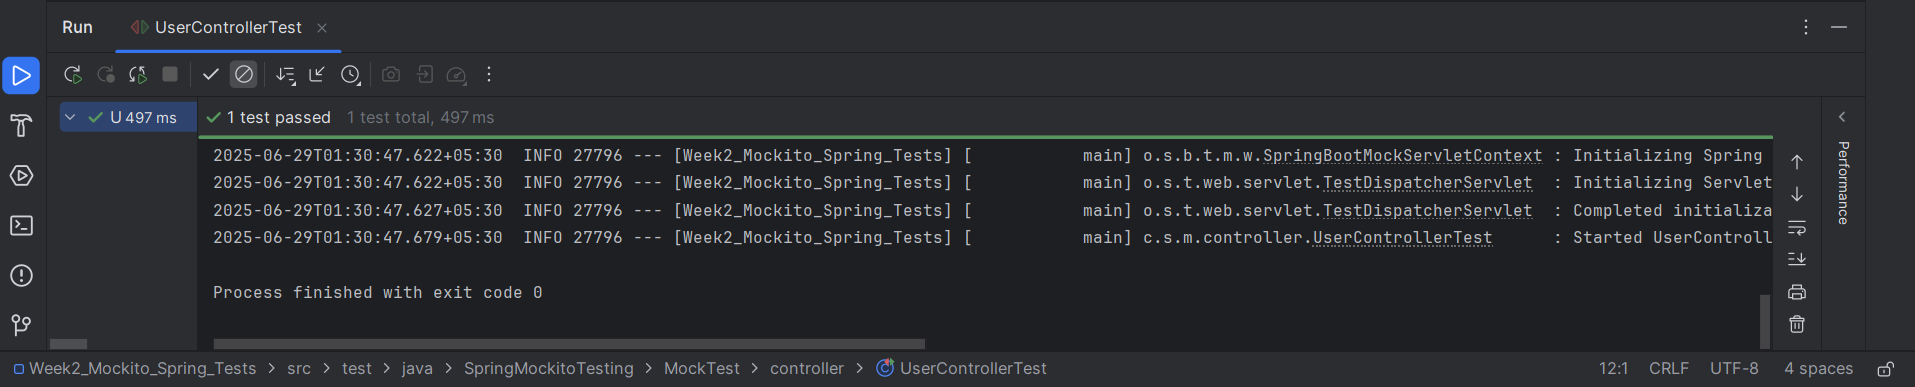 Run UserControllerTest
U 497 ms
1 test passed 1 test total, 497 ms
2025-06-29T01:30:47.622+05:30  INFO 27796 --- [Week2_Mockito_Spring_Tests] [           main] o.s.b.t.m.w.SpringBootMockServletContext : Initializing Spring
2025-06-29T01:30:47.622+05:30  INFO 27796 --- [Week2_Mockito_Spring_Tests] [           main] o.s.t.web.servlet.TestDispatcherServlet  : Initializing Servlet
2025-06-29T01:30:47.627+05:30  INFO 27796 --- [Week2_Mockito_Spring_Tests] [           main] o.s.t.web.servlet.TestDispatcherServlet  : Completed initializa
2025-06-29T01:30:47.679+05:30  INFO 27796 --- [Week2_Mockito_Spring_Tests] [           main] c.s.m.controller.UserControllerTest      : Started UserControll
Process finished with exit code 0
Performance
Week2_Mockito_Spring_Tests > src > test > java > SpringMockitoTesting > MockTest > controller > UserControllerTest 12:1 CRLF UTF-8 4 spaces